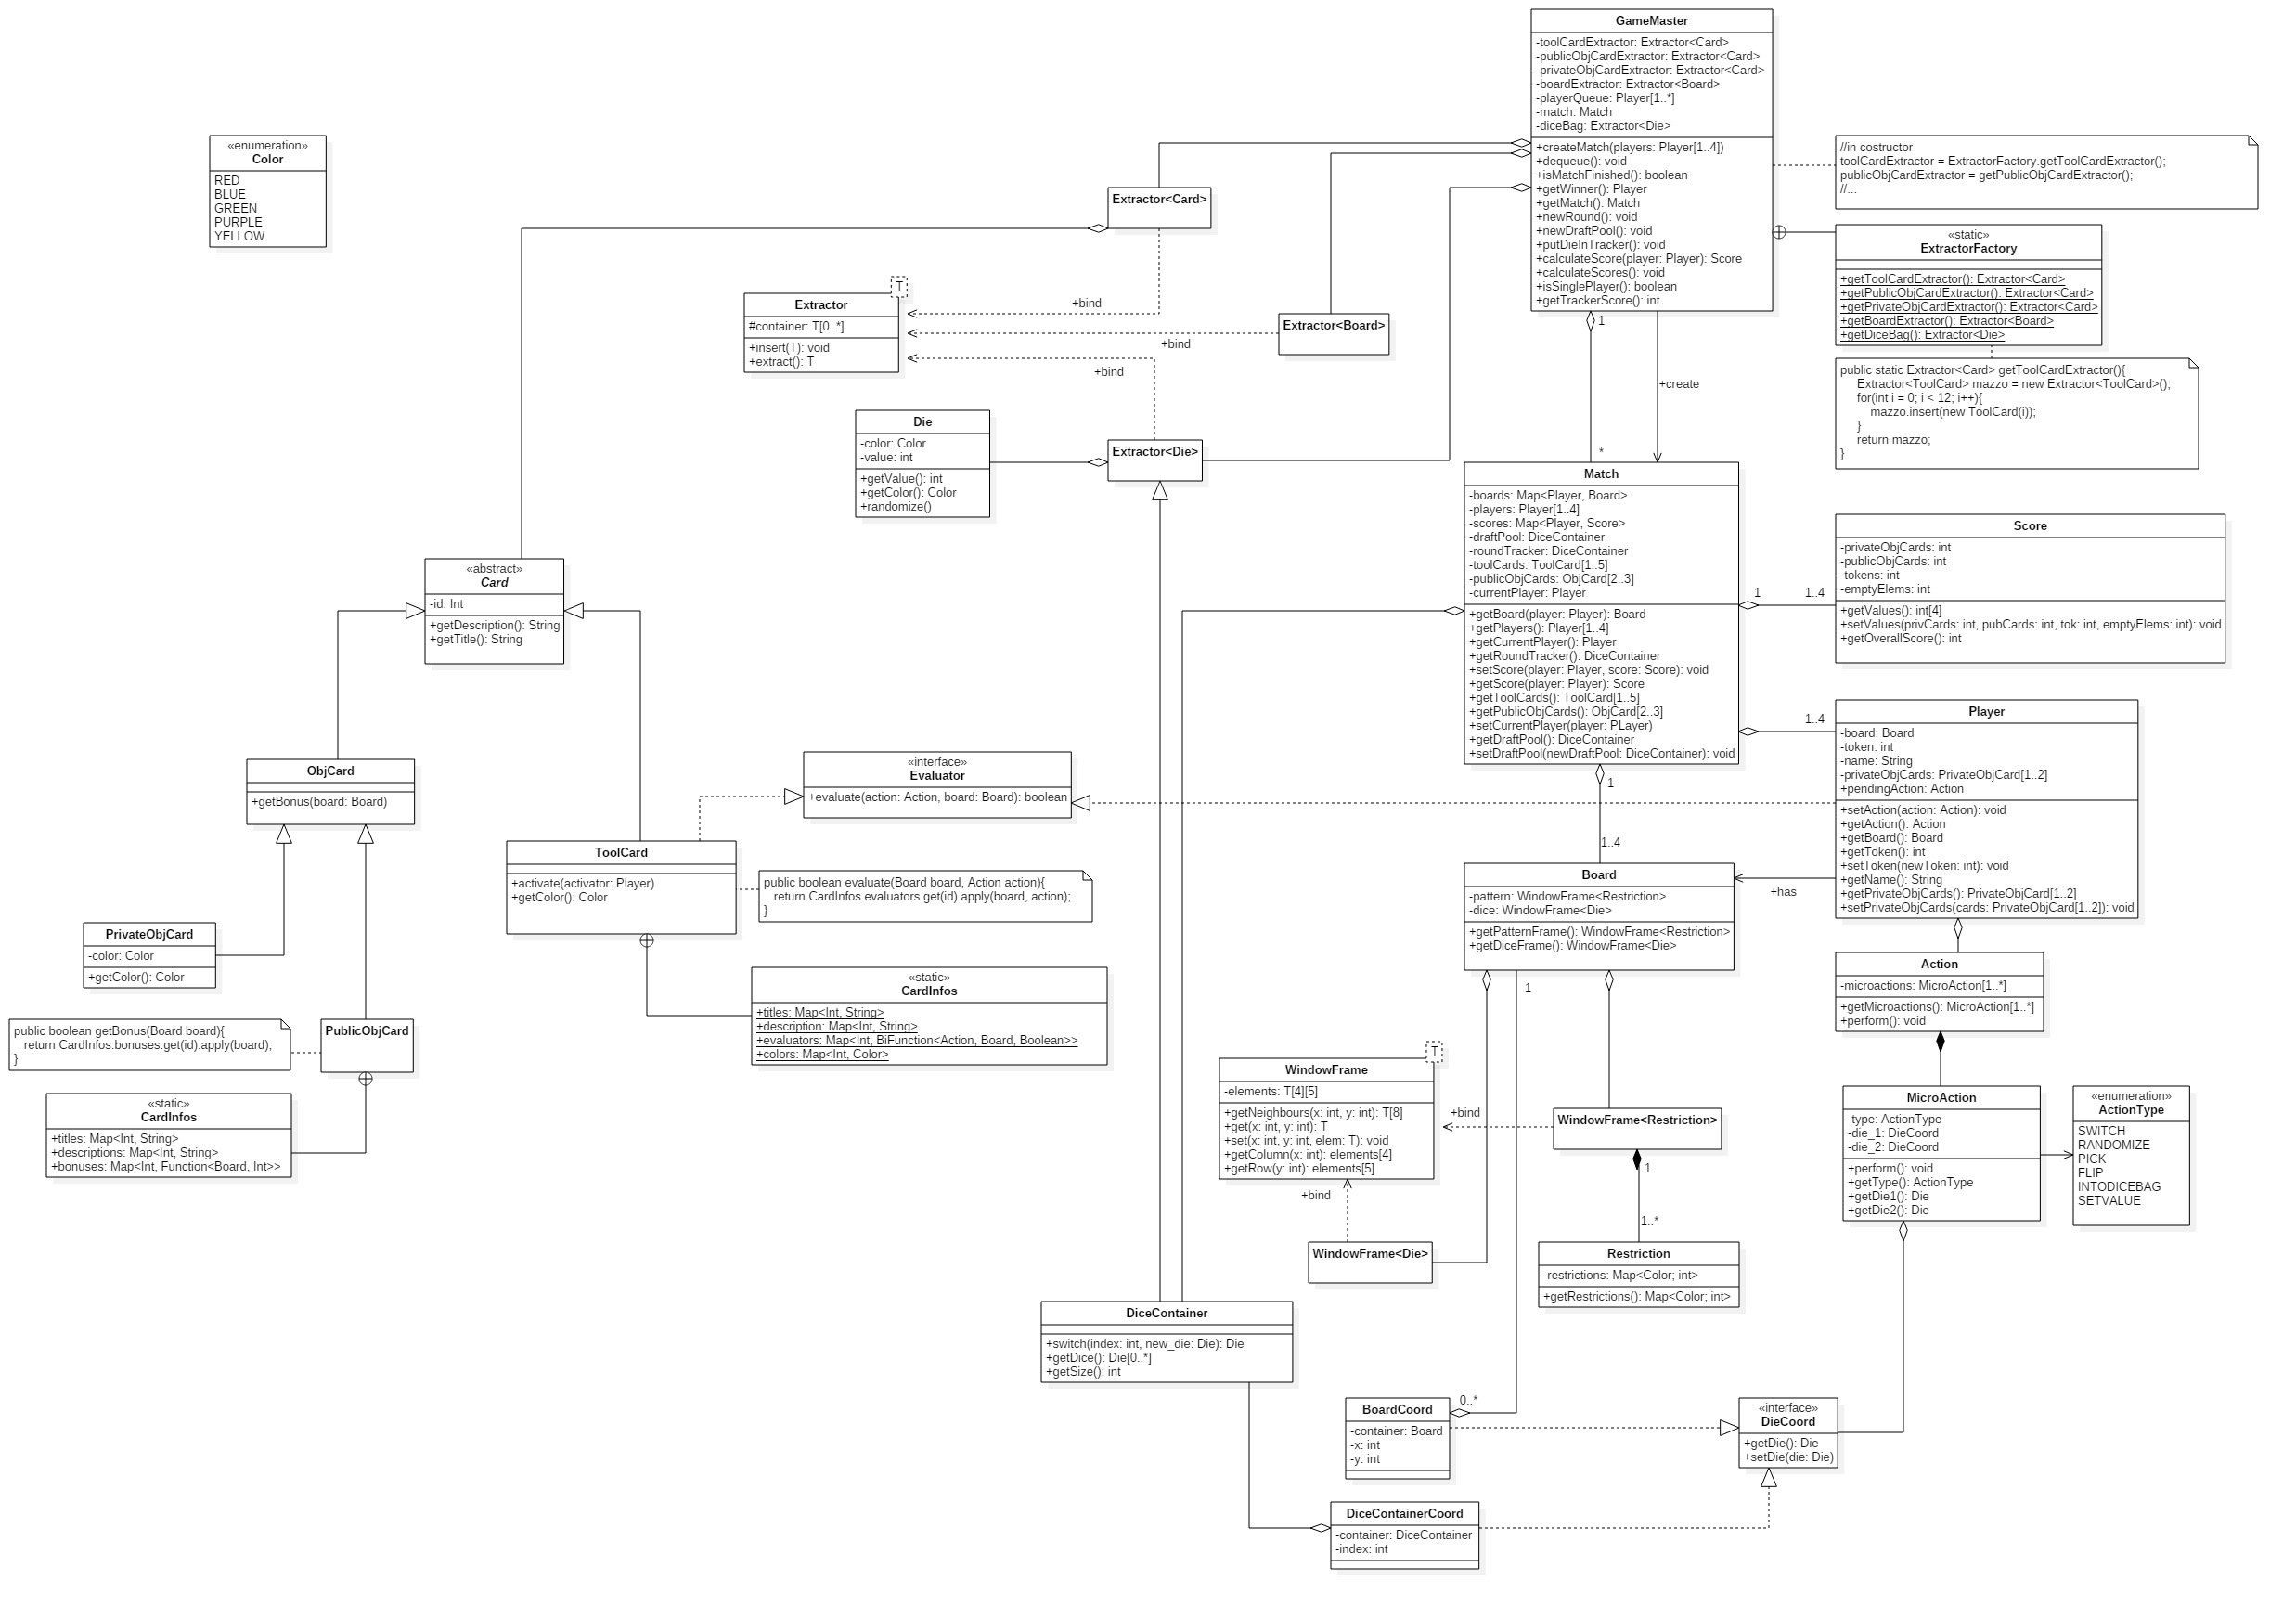 GameMaster
-toolCardExtractor: Extractor<Card>
-publicObjCardExtractor: Extractor<Card>
-privateObjCardExtractor: Extractor<Card>
-boardExtractor: Extractor<Board>
-playerQueue: Player[1..*]
-match: Match
-diceBag: Extractor<Die>
+createMatch(players: Player[1..4])
+dequeue(): void
+isMatchFinished(): boolean
+getWinner(): Player
+getMatch(): Match
+newRound(): void
+newDraftPool(): void
+putDieInTracker(): void
+calculateScore(player: Player): Score
+calculateScores(): void
+isSinglePlayer(): boolean
+getTrackerScore(): int
«enumeration»
Color
RED
BLUE
GREEN
PURPLE
YELLOW
//in costructor
toolCardExtractor = ExtractorFactory.getToolCardExtractor();
publicObjCardExtractor = getPublicObjCardExtractor();
//...
Extractor<Card>
«static»
ExtractorFactory
+getToolCardExtractor(): Extractor<Card>
+getPublicObjCardExtractor(): Extractor<Card>
+getPrivateObjCardExtractor(): Extractor<Card>
+getBoardExtractor(): Extractor<Board>
+getDiceBag(): Extractor<Die>
T
Extractor
#container: T[0..*]
+insert(T): void
+extract(): T
+bind
+bind
+bind
Extractor<Board>
1
+create
*
public static Extractor<Card> getToolCardExtractor(){
Extractor<ToolCard> mazzo = new Extractor<ToolCard>();
for(int i = 0; i < 12; i++){
mazzo.insert(new ToolCard(i));
}
return mazzo;
}
Die
-color: Color
-value: int
+getValue(): int
+getColor(): Color
+randomize()
Extractor<Die>
Match
-boards: Map<Player, Board>
-players: Player[1..4]
-scores: Map<Player, Score>
-draftPool: DiceContainer
-roundTracker: DiceContainer
-toolCards: ToolCard[1..5]
-publicObjCards: ObjCard[2..3]
-currentPlayer: Player
+getBoard(player: Player): Board
+getPlayers(): Player[1..4]
+getCurrentPlayer(): Player
+getRoundTracker(): DiceContainer
+setScore(player: Player, score: Score): void
+getScore(player: Player): Score
+getToolCards(): ToolCard[1..5]
+getPublicObjCards(): ObjCard[2..3]
+setCurrentPlayer(player: PLayer)
+getDraftPool(): DiceContainer
+setDraftPool(newDraftPool: DiceContainer): void
1
1..4
Score
-privateObjCards: int
-publicObjCards: int
-tokens: int
-emptyElems: int
+getValues(): int[4]
+setValues(privCards: int, pubCards: int, tok: int, emptyElems: int): void
+getOverallScore(): int
«abstract»
Card
-id: Int
+getDescription(): String
+getTitle(): String
1..4
Player
-board: Board
-token: int
-name: String
-privateObjCards: PrivateObjCard[1..2]
+pendingAction: Action
+setAction(action: Action): void
+getAction(): Action
+getBoard(): Board
+getToken(): int
+setToken(newToken: int): void
+getName(): String
+getPrivateObjCards(): PrivateObjCard[1..2]
+setPrivateObjCards(cards: PrivateObjCard[1..2]): void
ObjCard
+getBonus(board: Board)
«interface»
Evaluator
+evaluate(action: Action, board: Board): boolean
1
1..4
ToolCard
+activate(activator: Player)
+getColor(): Color
public boolean evaluate(Board board, Action action){
return CardInfos.evaluators.get(id).apply(board, action);
}
Board
-pattern: WindowFrame<Restriction>
-dice: WindowFrame<Die>
+getPatternFrame(): WindowFrame<Restriction>
+getDiceFrame(): WindowFrame<Die>
+has
1
PrivateObjCard
-color: Color
+getColor(): Color
«static»
CardInfos
+titles: Map<Int, String>
+description: Map<Int, String>
+evaluators: Map<Int, BiFunction<Action, Board, Boolean>>
+colors: Map<Int, Color>
Action
-microactions: MicroAction[1..*]
+getMicroactions(): MicroAction[1..*]
+perform(): void
public boolean getBonus(Board board){
return CardInfos.bonuses.get(id).apply(board);
}
PublicObjCard
«static»
CardInfos
+titles: Map<Int, String>
+descriptions: Map<Int, String>
+bonuses: Map<Int, Function<Board, Int>>
T
WindowFrame
-elements: T[4][5]
+getNeighbours(x: int, y: int): T[8]
+get(x: int, y: int): T
+set(x: int, y: int, elem: T): void
+getColumn(x: int): elements[4]
+getRow(y: int): elements[5]
+bind
+bind
WindowFrame<Restriction>
1
1..*
MicroAction
-type: ActionType
-die_1: DieCoord
-die_2: DieCoord
+perform(): void
+getType(): ActionType
+getDie1(): Die
+getDie2(): Die
«enumeration»
ActionType
SWITCH
RANDOMIZE
PICK
FLIP
INTODICEBAG
SETVALUE
WindowFrame<Die>
Restriction
-restrictions: Map<Color; int>
+getRestrictions(): Map<Color; int>
DiceContainer
+switch(index: int, new_die: Die): Die
+getDice(): Die[0..*]
+getSize(): int
BoardCoord
-container: Board
-x: int
-y: int
0..*
«interface»
DieCoord
+getDie(): Die
+setDie(die: Die)
DiceContainerCoord
-container: DiceContainer
-index: int